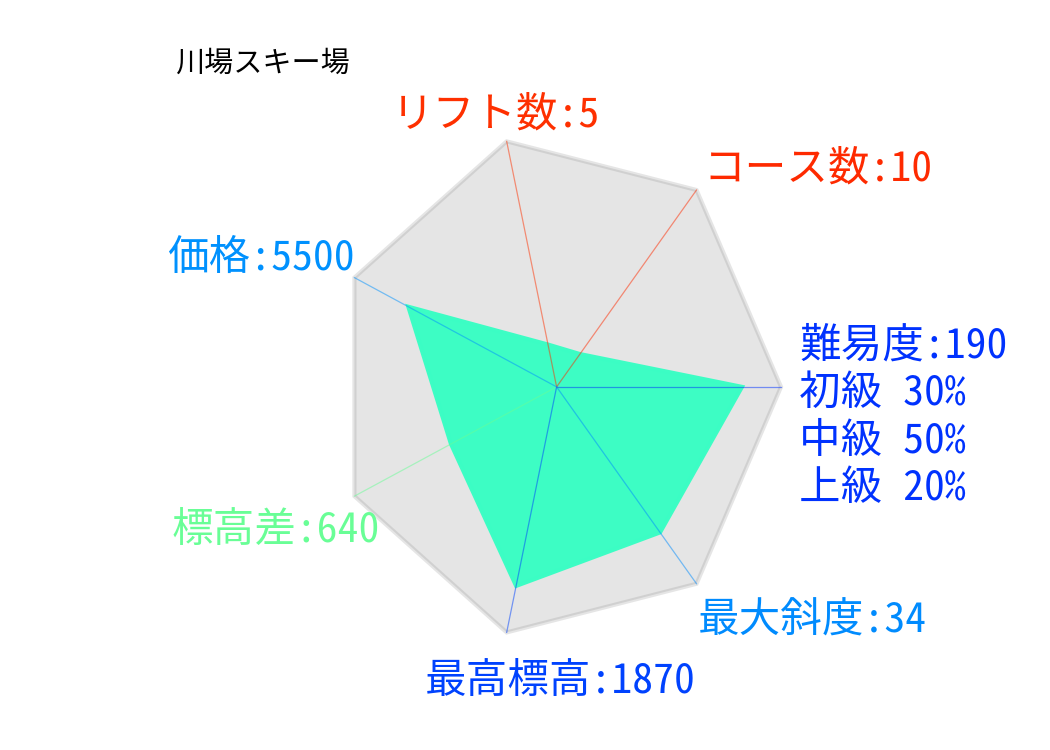 川場スキー場
リフト数:5
コース数:10
価格:5500
難易度:190
初級 30%
中級 50%
上級 20%
標高差:640
最大斜度:34
最高標高:1870